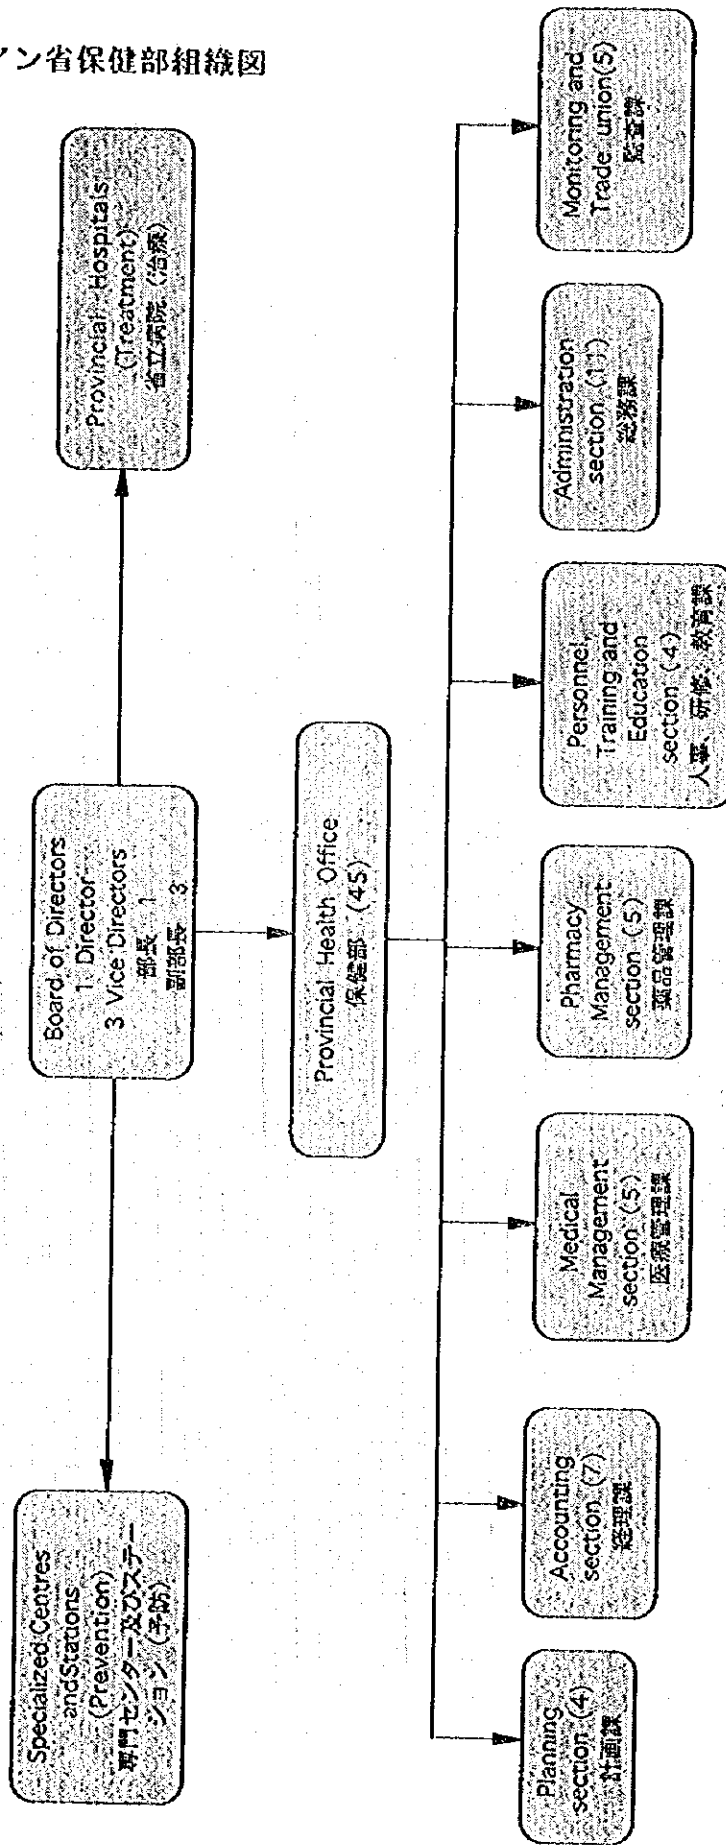 イン省保健部組織図
Board of Directors
1 Director
3 Vice Directors
部長 1
副部長 3
Specialized Centres
and Stations
(Prevention)
専門センター及びステー
ション (予防)
Provincial Hospitals
(Treatment)
省立病院 (治療)
Provincial Health Office
保健部 (45)
Planning
section (4)
計画課
Accounting
section (7)
経理課
Medical
Management
section (5)
医療管理課
Pharmacy
Management
section (5)
薬品管理課
Personnel,
Training and
Education
section (4)
人事、研修、教育課
Administration
section (11)
総務課
Monitoring and
Trade union(5)
監査課